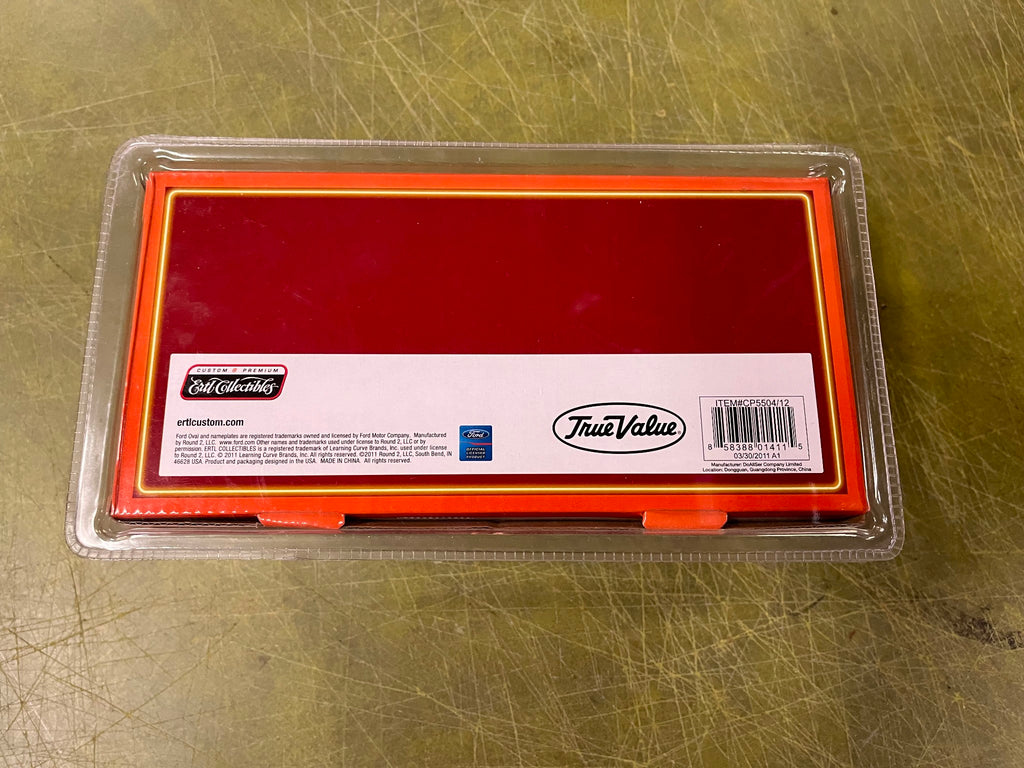 CUSTOM & PREMIUM
Ertl Collectibles
ertlcustom.com
Ford Oval and nameplates are registered trademarks owned and licensed by Ford Motor Company. Manufactured
by Round 2, LLC. www.ford.com Other names and trademarks used under license to Round 2, LLC or by
permission. ERTL COLLECTIBLES is a registered trademark of Learning Curve Brands, Inc. used under license
to Round 2, LLC. © 2011 Learning Curve Brands, Inc. All rights reserved. ©2011 Round 2, LLC, South Bend, IN
46628 USA. Product and packaging designed in the USA. MADE IN CHINA. All rights reserved.
Ford
OFFICIAL
LICENSED
PRODUCT
True Value
ITEM#CP5504/12
8 58388 01411 5
03/30/2011 A1
Manufacturer: DoAllSer Company Limited
Location: Dongguan, Guangdong Province, China